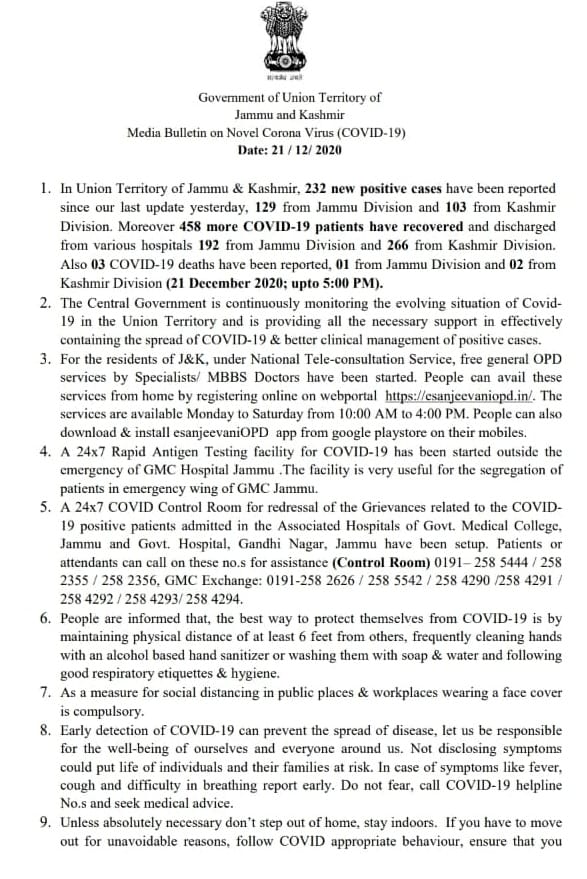 सत्यमेव जयते
Government of Union Territory of
Jammu and Kashmir
Media Bulletin on Novel Corona Virus (COVID-19)
Date: 21 / 12/ 2020
1. In Union Territory of Jammu & Kashmir, 232 new positive cases have been reported
since our last update yesterday, 129 from Jammu Division and 103 from Kashmir
Division. Moreover 458 more COVID-19 patients have recovered and discharged
from various hospitals 192 from Jammu Division and 266 from Kashmir Division.
Also 03 COVID-19 deaths have been reported, 01 from Jammu Division and 02 from
Kashmir Division (21 December 2020; upto 5:00 PM).
2. The Central Government is continuously monitoring the evolving situation of Covid-
19 in the Union Territory and is providing all the necessary support in effectively
containing the spread of COVID-19 & better clinical management of positive cases.
3. For the residents of J&K, under National Tele-consultation Service, free general OPD
services by Specialists/ MBBS Doctors have been started. People can avail these
services from home by registering online on webportal https://esanjeevaniopd.in/. The
services are available Monday to Saturday from 10:00 AM to 4:00 PM. People can also
download & install esanjeevaniOPD app from google playstore on their mobiles.
4. A 24x7 Rapid Antigen Testing facility for COVID-19 has been started outside the
emergency of GMC Hospital Jammu .The facility is very useful for the segregation of
patients in emergency wing of GMC Jammu.
5. A 24x7 COVID Control Room for redressal of the Grievances related to the COVID-
19 positive patients admitted in the Associated Hospitals of Govt. Medical College,
Jammu and Govt. Hospital, Gandhi Nagar, Jammu have been setup. Patients or
attendants can call on these no.s for assistance (Control Room) 0191– 258 5444 / 258
2355 / 258 2356, GMC Exchange: 0191-258 2626 / 258 5542 / 258 4290 /258 4291 /
258 4292 / 258 4293/ 258 4294.
6. People are informed that, the best way to protect themselves from COVID-19 is by
maintaining physical distance of at least 6 feet from others, frequently cleaning hands
with an alcohol based hand sanitizer or washing them with soap & water and following
good respiratory etiquettes & hygiene.
7. As a measure for social distancing in public places & workplaces wearing a face cover
is compulsory.
8. Early detection of COVID-19 can prevent the spread of disease, let us be responsible
for the well-being of ourselves and everyone around us. Not disclosing symptoms
could put life of individuals and their families at risk. In case of symptoms like fever,
cough and difficulty in breathing report early. Do not fear, call COVID-19 helpline
No.s and seek medical advice.
9. Unless absolutely necessary don’t step out of home, stay indoors. If you have to move
out for unavoidable reasons, follow COVID appropriate behaviour, ensure that you